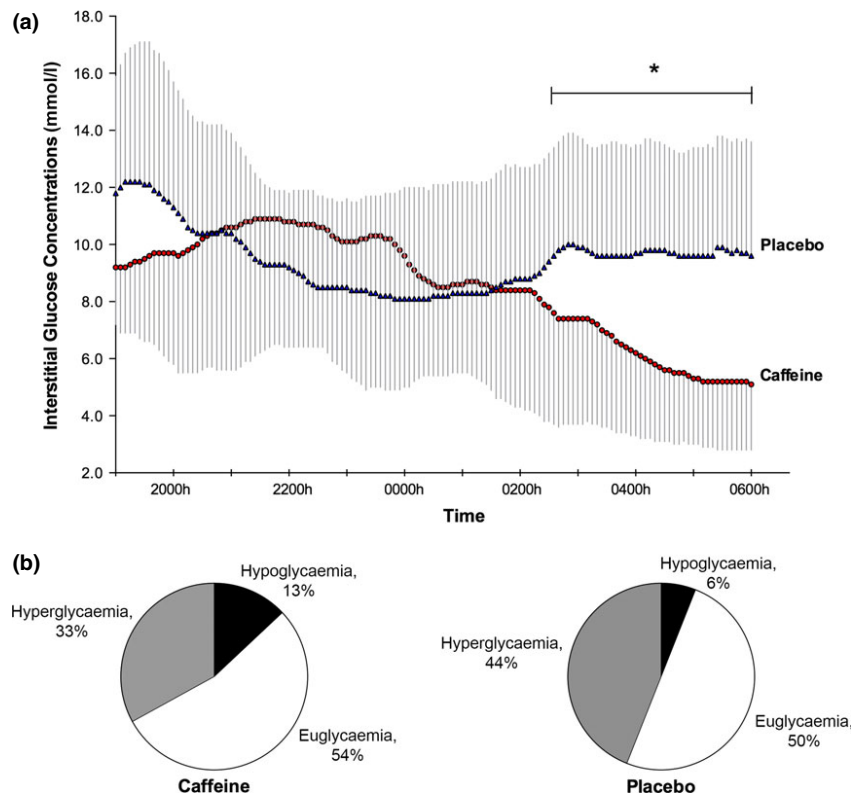 (a)
18.0
16.0
14.0
12.0
10.0
8.0
6.0
4.0
2.0
Interstitial Glucose Concentrations (mmol/l)
*
Placebo
Caffeine
2000h
2200h
0000h
0200h
0400h
0600h
Time
(b)
Hypoglycaemia,
13%
Hyperglycaemia,
33%
Euglycaemia,
54%
Caffeine
Hypoglycaemia,
6%
Hyperglycaemia,
44%
Euglycaemia,
50%
Placebo